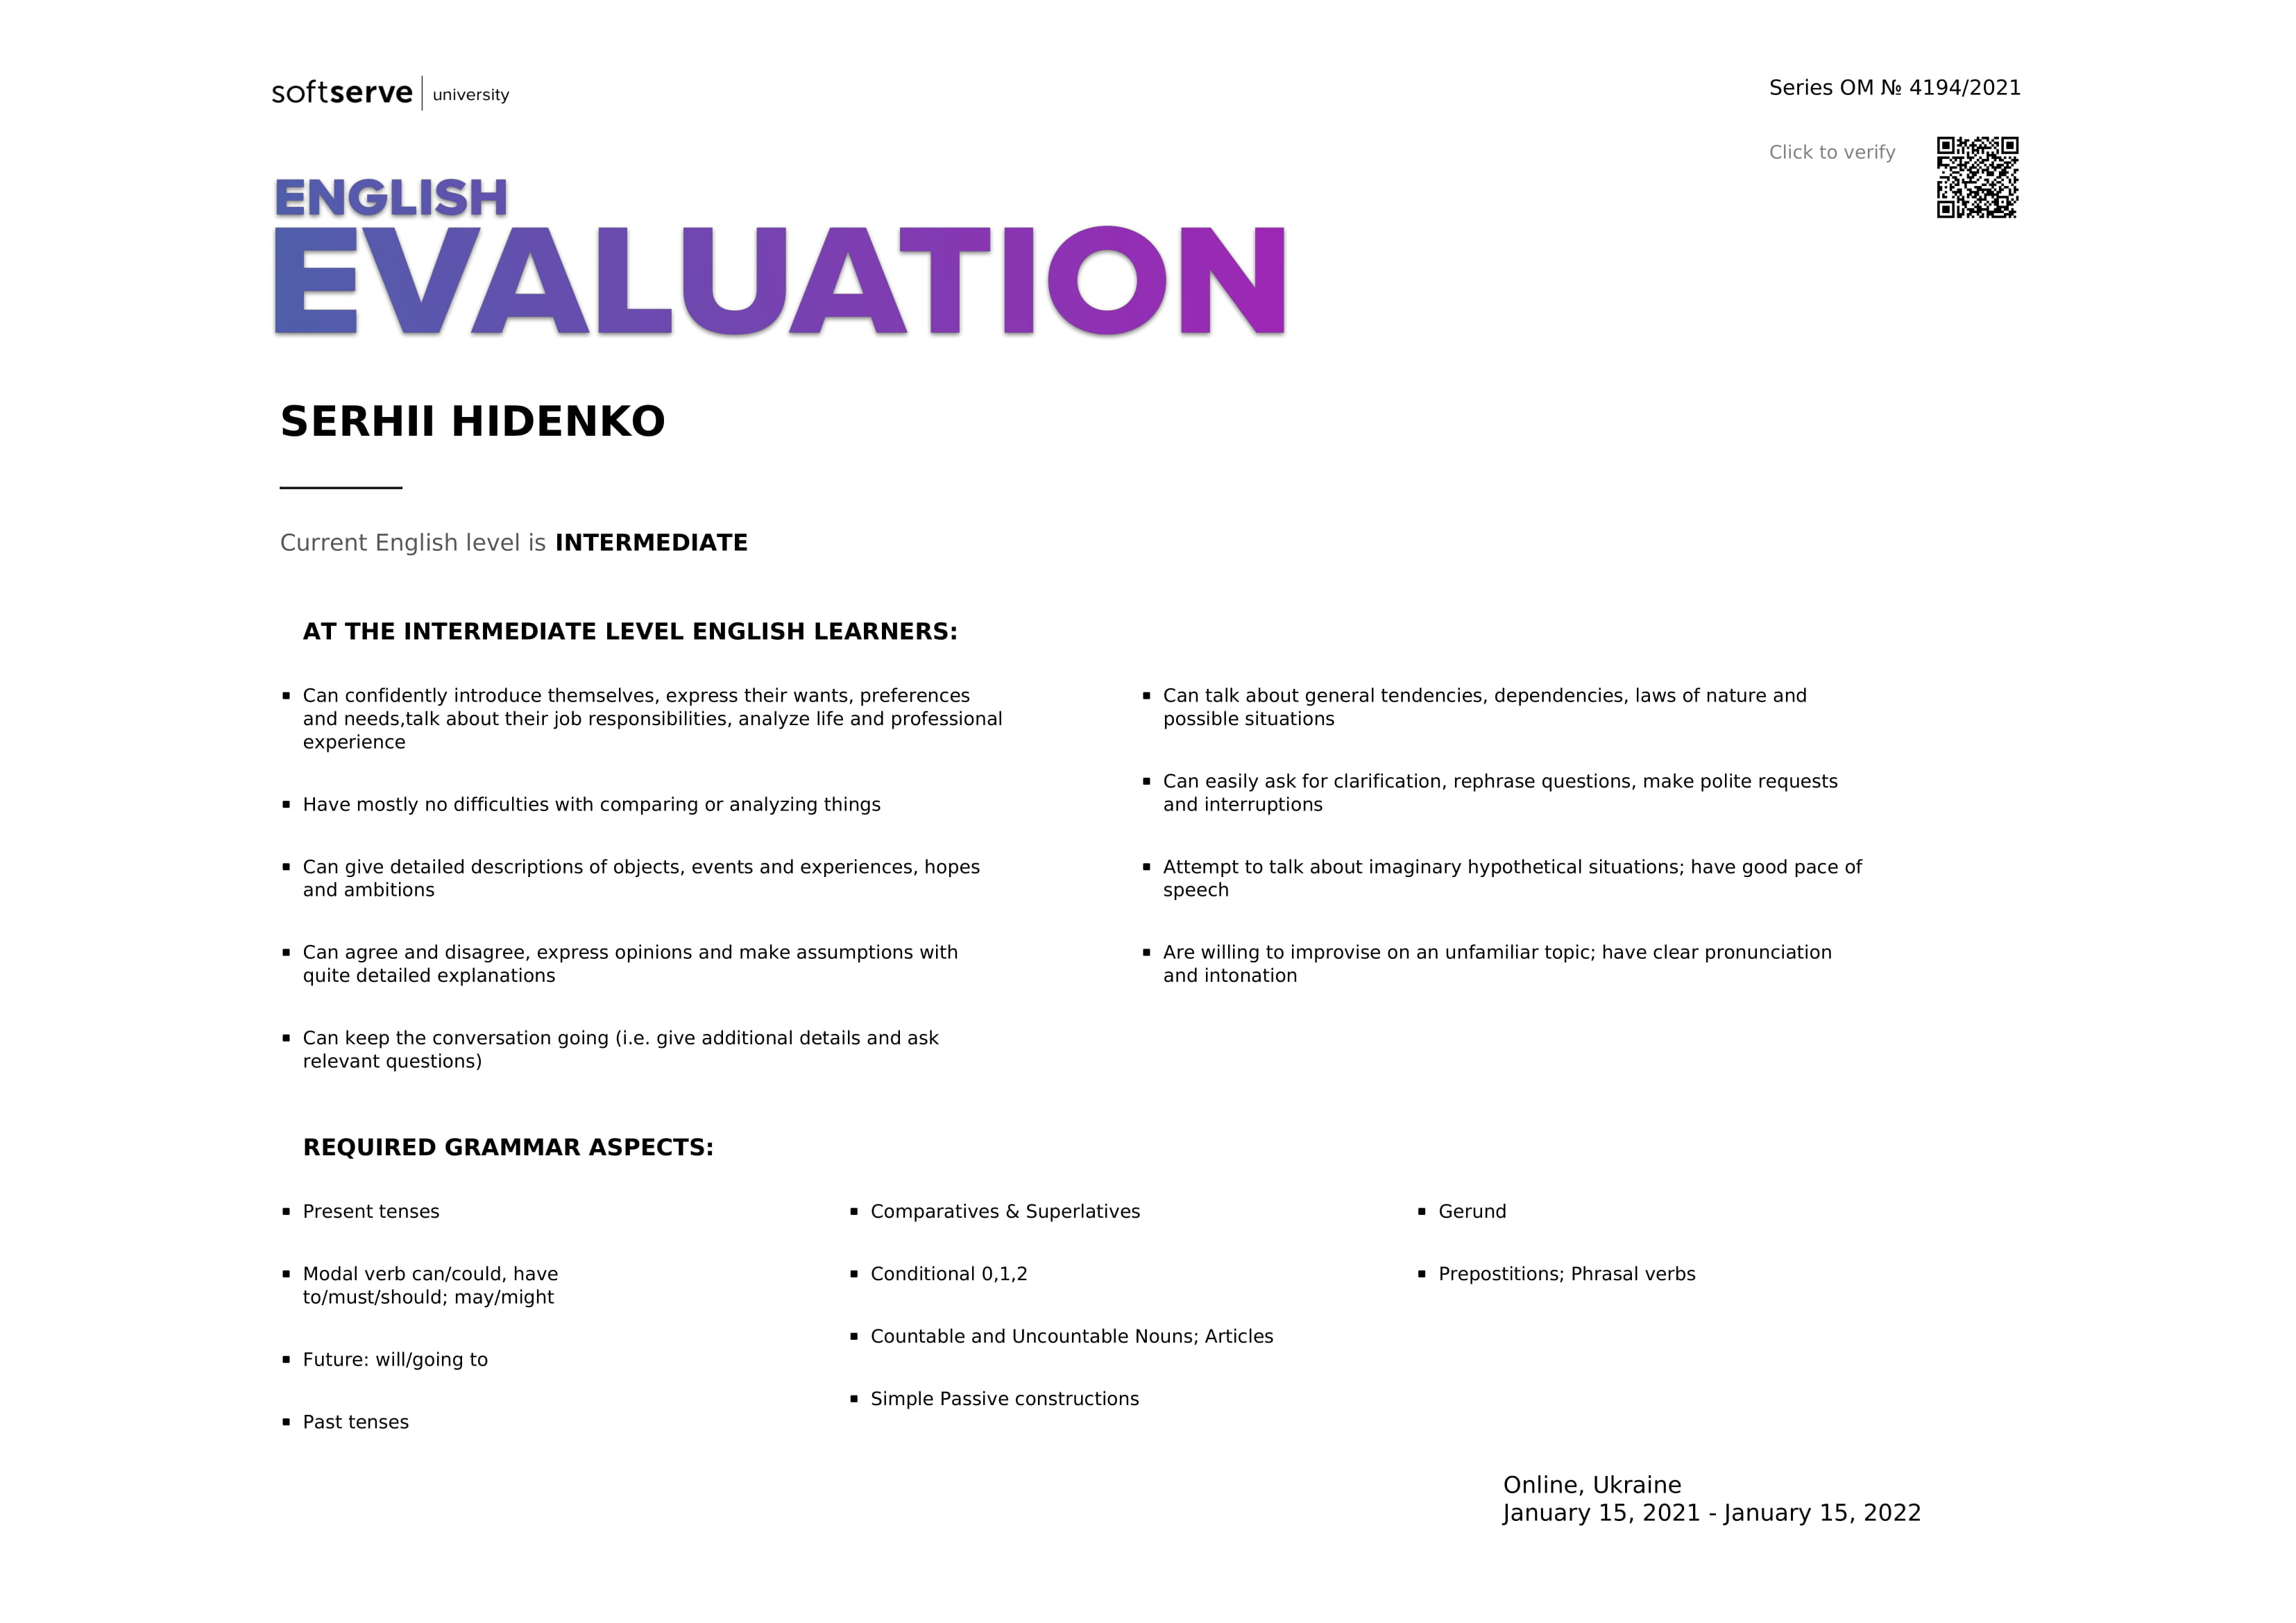 softserve | university
Series OM № 4194/2021
Click to verify
ENGLISH
EVALUATION
SERHII HIDENKO
Current English level is INTERMEDIATE
AT THE INTERMEDIATE LEVEL ENGLISH LEARNERS:
▪ Can confidently introduce themselves, express their wants, preferences
and needs,talk about their job responsibilities, analyze life and professional
experience
▪ Have mostly no difficulties with comparing or analyzing things
▪ Can give detailed descriptions of objects, events and experiences, hopes
and ambitions
▪ Can agree and disagree, express opinions and make assumptions with
quite detailed explanations
▪ Can keep the conversation going (i.e. give additional details and ask
relevant questions)
▪ Can talk about general tendencies, dependencies, laws of nature and
possible situations
▪ Can easily ask for clarification, rephrase questions, make polite requests
and interruptions
▪ Attempt to talk about imaginary hypothetical situations; have good pace of
speech
▪ Are willing to improvise on an unfamiliar topic; have clear pronunciation
and intonation
REQUIRED GRAMMAR ASPECTS:
▪ Present tenses
▪ Modal verb can/could, have
to/must/should; may/might
▪ Future: will/going to
▪ Past tenses
▪ Comparatives & Superlatives
▪ Conditional 0,1,2
▪ Countable and Uncountable Nouns; Articles
▪ Simple Passive constructions
▪ Gerund
▪ Prepostitions; Phrasal verbs
Online, Ukraine
January 15, 2021 - January 15, 2022